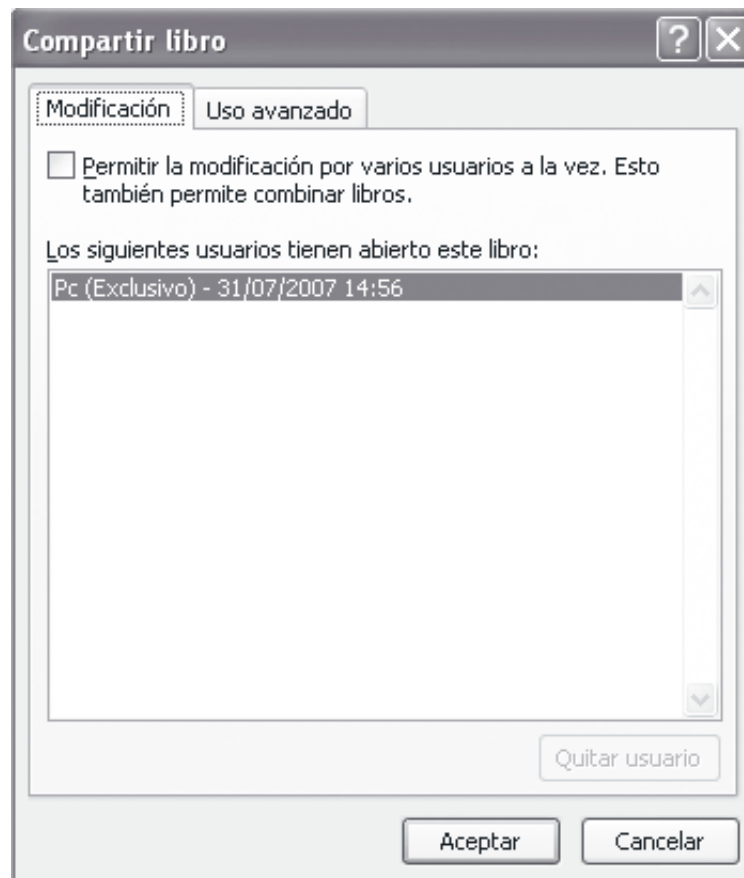 Compartir libro
Modificación
Uso avanzado
Permitir la modificación por varios usuarios a la vez. Esto
también permite combinar libros.
Los siguientes usuarios tienen abierto este libro:
Pc (Exclusivo) - 31/07/2007 14:56
Quitar usuario
Aceptar
Cancelar